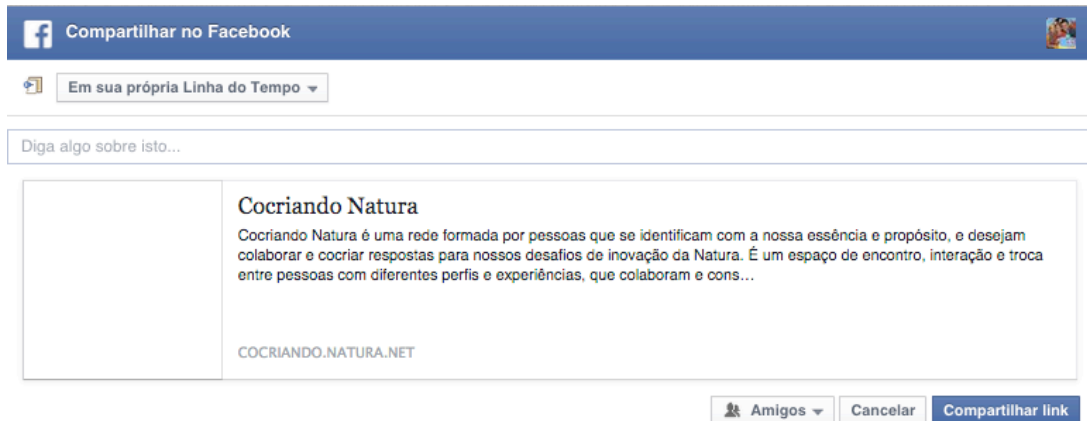 Compartilhar no Facebook
Em sua própria Linha do Tempo
Diga algo sobre isto...
Cocriando Natura
Cocriando Natura é uma rede formada por pessoas que se identificam com a nossa essência e propósito, e desejam
colaborar e cocriar respostas para nossos desafios de inovação da Natura. É um espaço de encontro, interação e troca
entre pessoas com diferentes perfis e experiências, que colaboram e cons...
COCRIANDO.NATURA.NET
Amigos Cancelar Compartilhar link